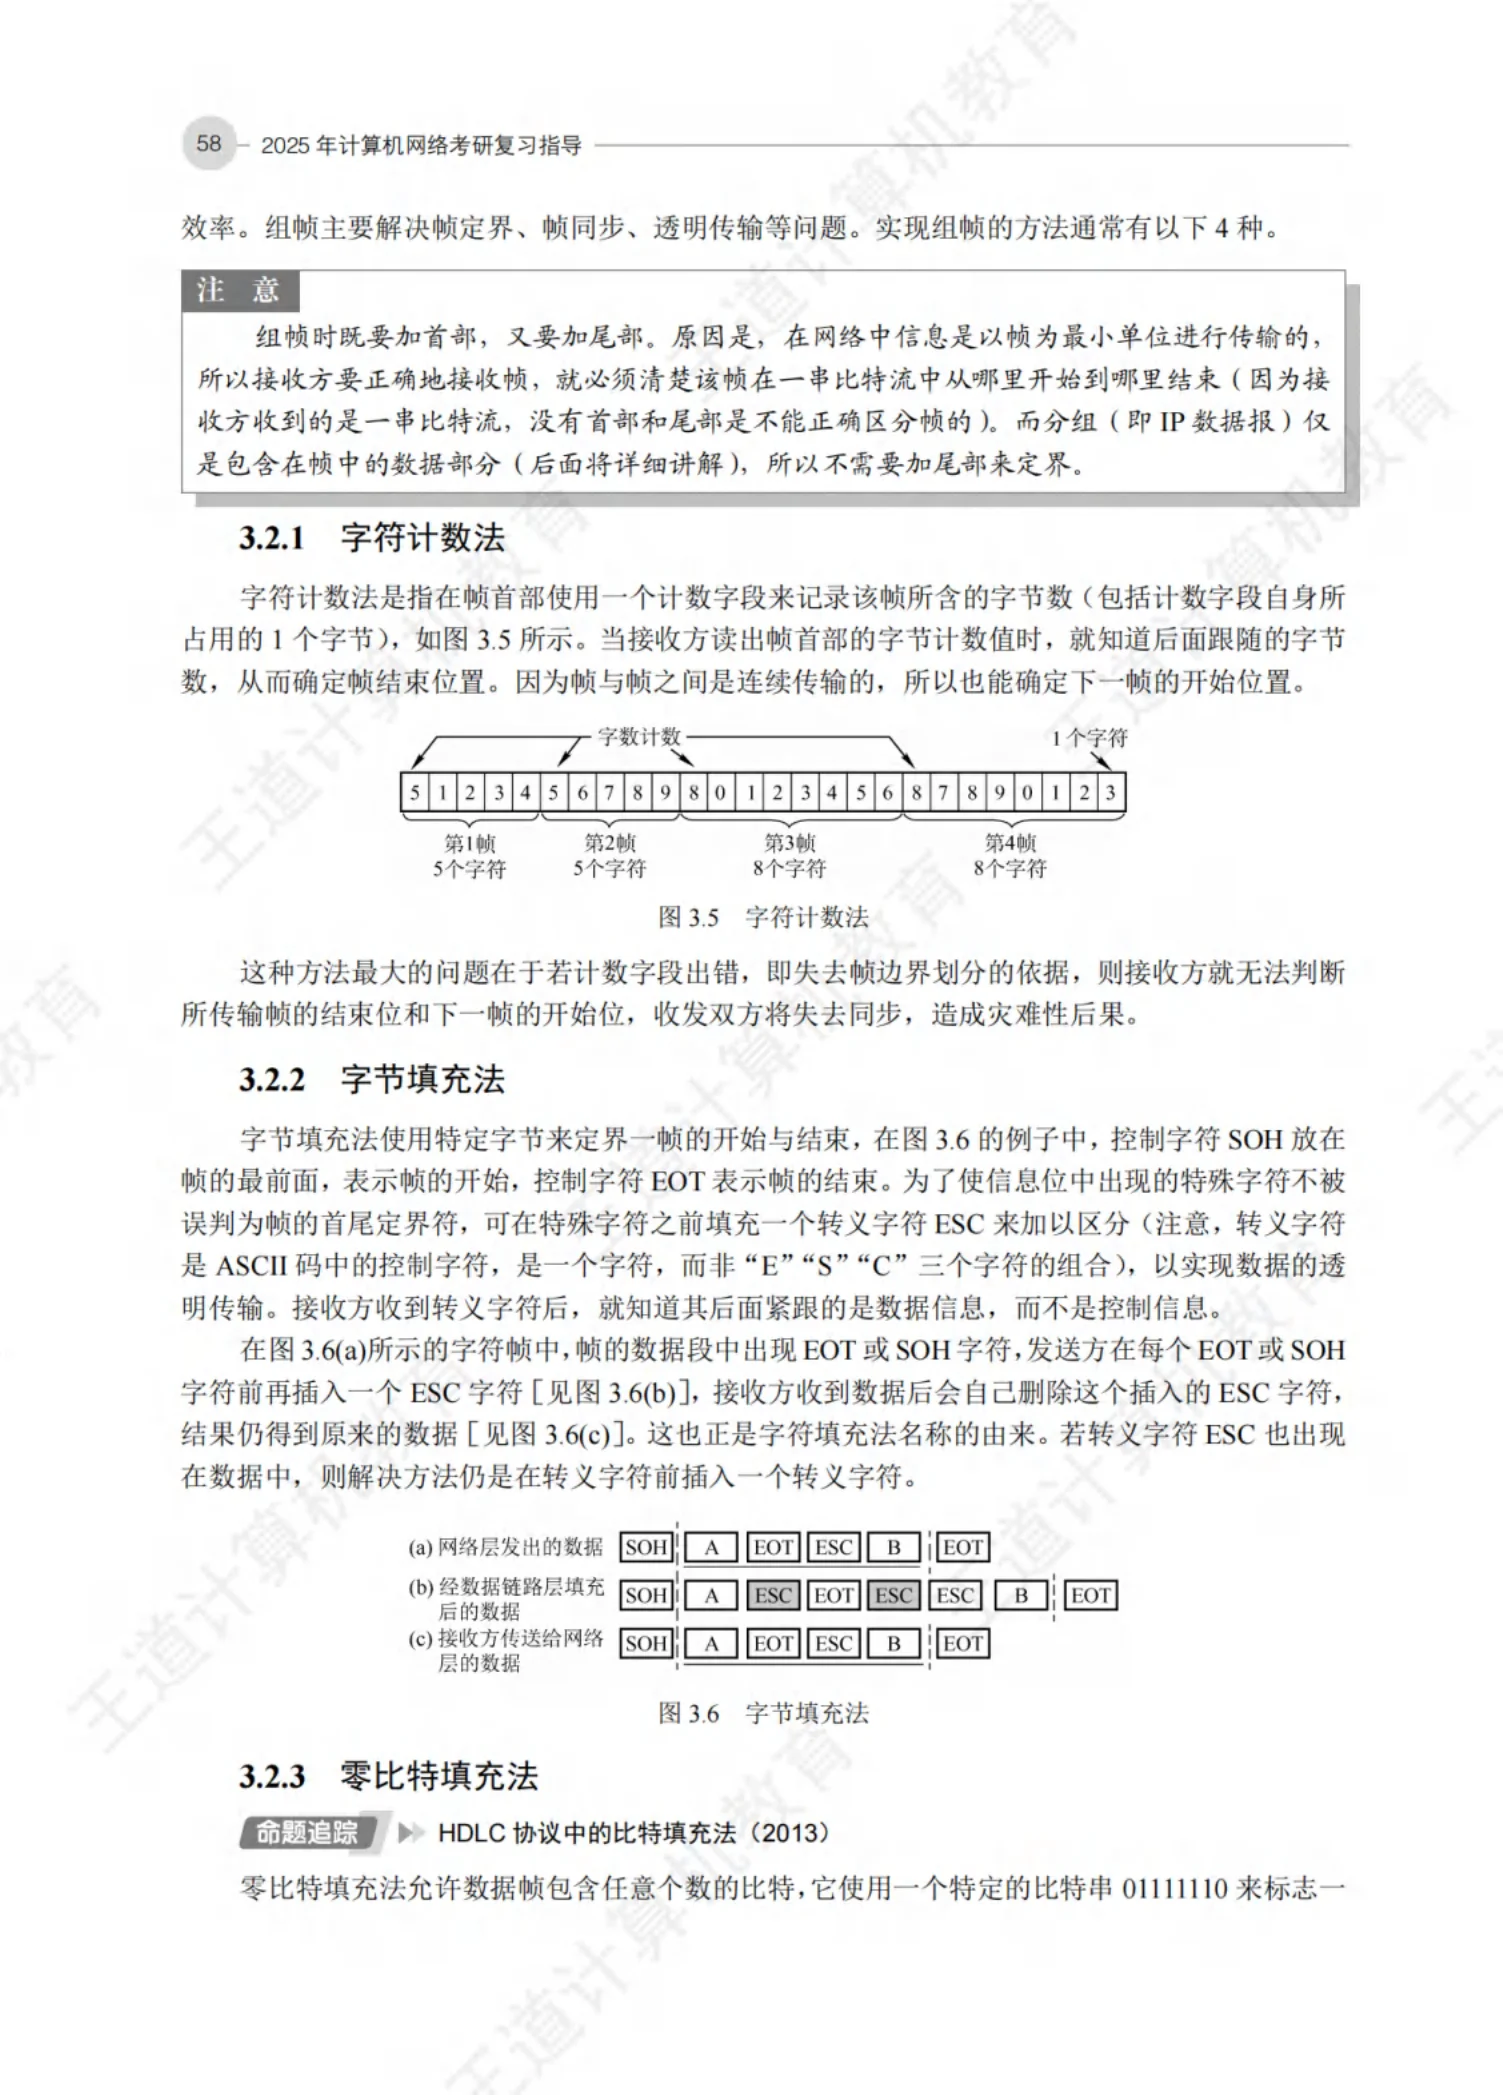 58 2025 年计算机网络考研复习指导
效率。组帧主要解决帧定界、帧同步、透明传输等问题。实现组帧的方法通常有以下 4 种。
注 意
组帧时既要加首部，又要加尾部。原因是，在网络中信息是以帧为最小单位进行传输的，
所以接收方要正确地接收帧，就必须清楚该帧在一串比特流中从哪里开始到哪里结束（因为接
收方收到的是一串比特流，没有首部和尾部是不能正确区分帧的）。而分组（即 IP 数据报）仅
是包含在帧中的数据部分（后面将详细讲解），所以不需要加尾部来定界。
3.2.1 字符计数法
字符计数法是指在帧首部使用一个计数字段来记录该帧所含的字节数（包括计数字段自身所
占用的 1 个字节），如图 3.5 所示。当接收方读出帧首部的字节计数值时，就知道后面跟随的字节
数，从而确定帧结束位置。因为帧与帧之间是连续传输的，所以也能确定下一帧的开始位置。
字数计数 1个字符
5 1 2 3 4 5 6 7 8 9 8 0 1 2 3 4 5 6 8 7 8 9 0 1 2 3
第1帧 第2帧 第3帧 第4帧
5个字符 5个字符 8个字符 8个字符
图 3.5 字符计数法
这种方法最大的问题在于若计数字段出错，即失去帧边界划分的依据，则接收方就无法判断
所传输帧的结束位和下一帧的开始位，收发双方将失去同步，造成灾难性后果。
3.2.2 字节填充法
字节填充法使用特定字节来定界一帧的开始与结束，在图 3.6 的例子中，控制字符 SOH 放在
帧的最前面，表示帧的开始，控制字符 EOT 表示帧的结束。为了使信息位中出现的特殊字符不被
误判为帧的首尾定界符，可在特殊字符之前填充一个转义字符 ESC 来加以区分（注意，转义字符
是 ASCII 码中的控制字符，是一个字符，而非“E”“S”“C”三个字符的组合），以实现数据的透
明传输。接收方收到转义字符后，就知道其后面紧跟的是数据信息，而不是控制信息。
在图 3.6(a)所示的字符帧中，帧的数据段中出现 EOT 或 SOH 字符，发送方在每个 EOT 或 SOH
字符前再插入一个 ESC 字符［见图 3.6(b)］，接收方收到数据后会自己删除这个插入的 ESC 字符，
结果仍得到原来的数据［见图 3.6(c)］。这也正是字符填充法名称的由来。若转义字符 ESC 也出现
在数据中，则解决方法仍是在转义字符前插入一个转义字符。
(a) 网络层发出的数据 SOH A EOT ESC B EOT
(b) 经数据链路层填充 SOH A ESC EOT ESC ESC B EOT
后的数据
(c) 接收方传送给网络 SOH A EOT ESC B EOT
层的数据
图 3.6 字节填充法
3.2.3 零比特填充法
命题追踪 HDLC 协议中的比特填充法（2013）
零比特填充法允许数据帧包含任意个数的比特，它使用一个特定的比特串 01111110 来标志一
王道计算机教育